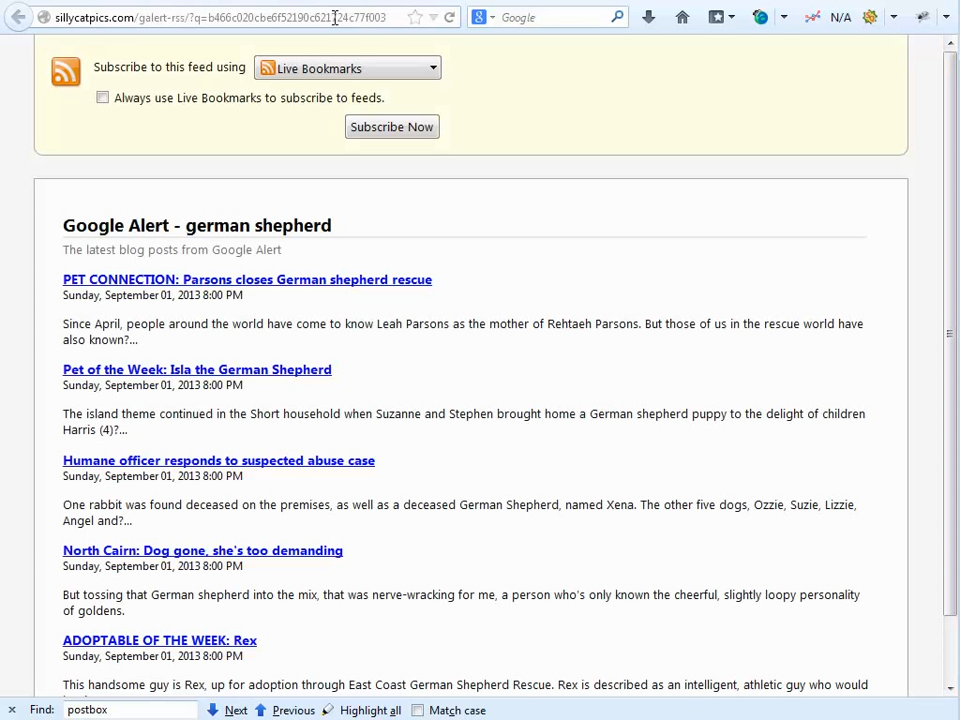 sillycatpics.com/galert-rss/?q=b466c020cbe6f52190c621724c77f003
Google
N/A
Subscribe to this feed using Live Bookmarks
Always use Live Bookmarks to subscribe to feeds.
Subscribe Now
Google Alert - german shepherd
The latest blog posts from Google Alert
PET CONNECTION: Parsons closes German shepherd rescue
Sunday, September 01, 2013 8:00 PM
Since April, people around the world have come to know Leah Parsons as the mother of Rehtaeh Parsons. But those of us in the rescue world have
also known?...
Pet of the Week: Isla the German Shepherd
Sunday, September 01, 2013 8:00 PM
The island theme continued in the Short household when Suzanne and Stephen brought home a German shepherd puppy to the delight of children
Harris (4)?...
Humane officer responds to suspected abuse case
Sunday, September 01, 2013 8:00 PM
One rabbit was found deceased on the premises, as well as a deceased German Shepherd, named Xena. The other five dogs, Ozzie, Suzie, Lizzie,
Angel and?...
North Cairn: Dog gone, she's too demanding
Sunday, September 01, 2013 8:00 PM
But tossing that German shepherd into the mix, that was nerve-wracking for me, a person who's only known the cheerful, slightly loopy personality
of goldens.
ADOPTABLE OF THE WEEK: Rex
Sunday, September 01, 2013 8:00 PM
This handsome guy is Rex, up for adoption through East Coast German Shepherd Rescue. Rex is described as an intelligent, athletic guy who would
Find: postbox Next Previous Highlight all Match case